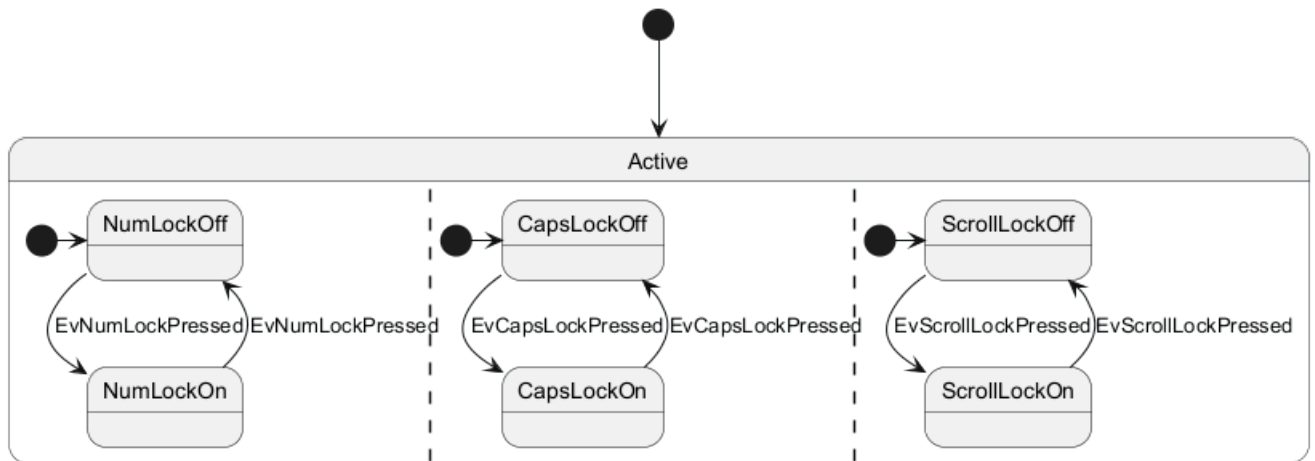 Active
NumLockOff
CapsLockOff
ScrollLockOff
EvNumLockPressed
EvNumLockPressed
EvCapsLockPressed
EvCapsLockPressed
EvScrollLockPressed
EvScrollLockPressed
NumLockOn
CapsLockOn
ScrollLockOn